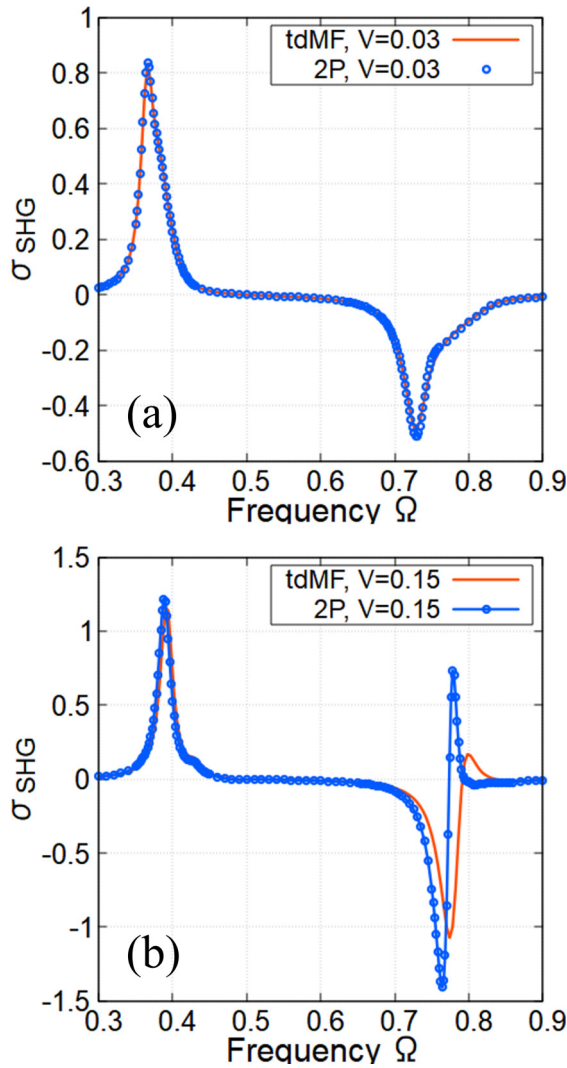 1
0.8
0.6
0.4
0.2
0
-0.2
-0.4
-0.6
σ SHG
tdMF, V=0.03
2P, V=0.03
(a)
0.3 0.4 0.5 0.6 0.7 0.8 0.9
Frequency Ω
1.5
1
0.5
0
-0.5
-1
-1.5
σ SHG
tdMF, V=0.15
2P, V=0.15
(b)
0.3 0.4 0.5 0.6 0.7 0.8 0.9
Frequency Ω